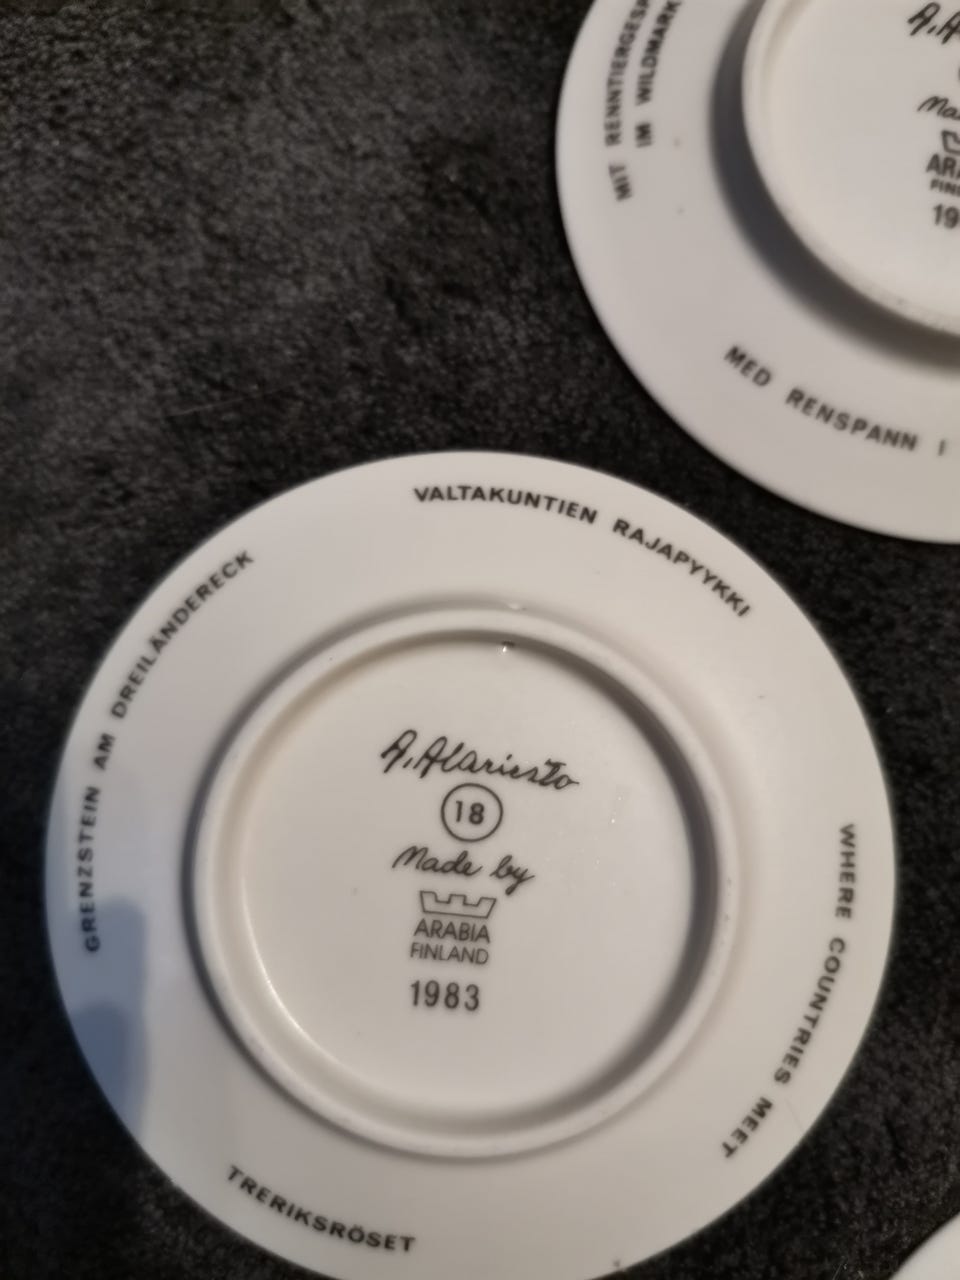 MIT
IM WILDMARK
MED RENSPANN I
VALTAKUNTIEN RAJAPYYKKI
GRENZSTEIN AM DREILÄNDERECK
A. Alariesto
18
Made by
ARABIA
FINLAND
1983
WHERE COUNTRIES MEET
TRERIKSRÖSET